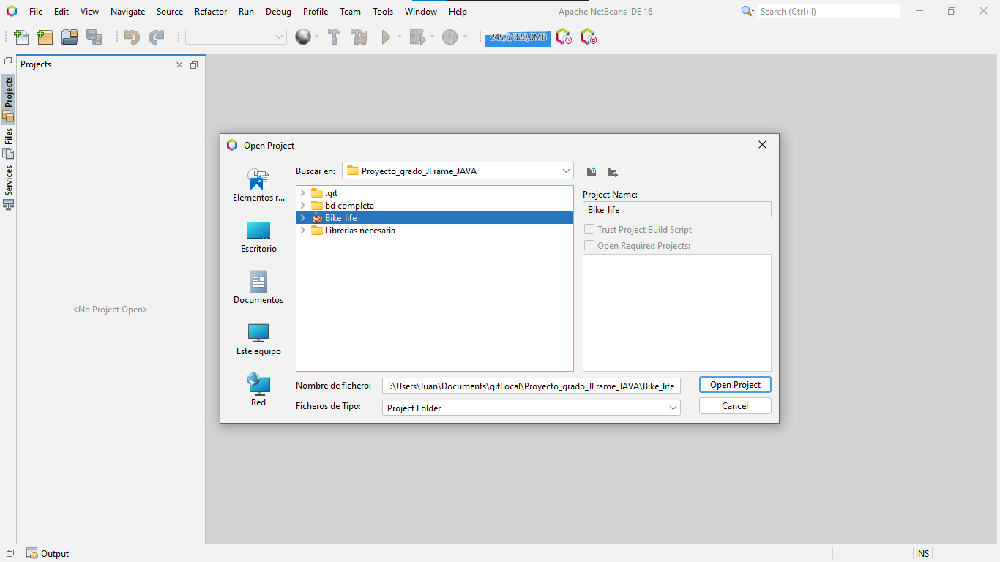 File Edit View Navigate Source Refactor Run Debug Profile Team Tools Window Help Apache NetBeans IDE 16 Search (Ctrl+I)
245,5/320,0MB
Projects
Projects
Files
Services
<No Project Open>
Open Project
Buscar en: Proyecto_grado_JFrame_JAVA
Elementos r...
Escritorio
Documentos
Este equipo
Red
.git
bd completa
Bike_life
Librerias necesaria
Project Name:
Bike_life
Trust Project Build Script
Open Required Projects:
Nombre de fichero: :\Users\Juan\Documents\gitLocal\Proyecto_grado_JFrame_JAVA\Bike_life Open Project
Ficheros de Tipo: Project Folder Cancel
Output INS